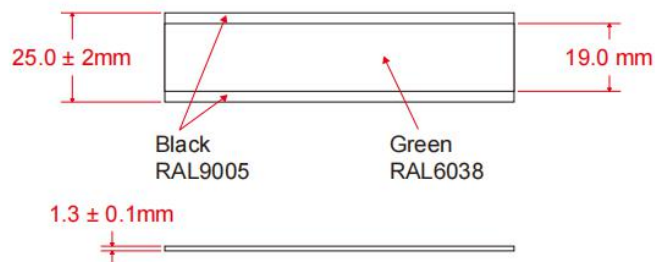 25.0 ± 2mm
19.0 mm
Black
RAL9005
Green
RAL6038
1.3 ± 0.1mm